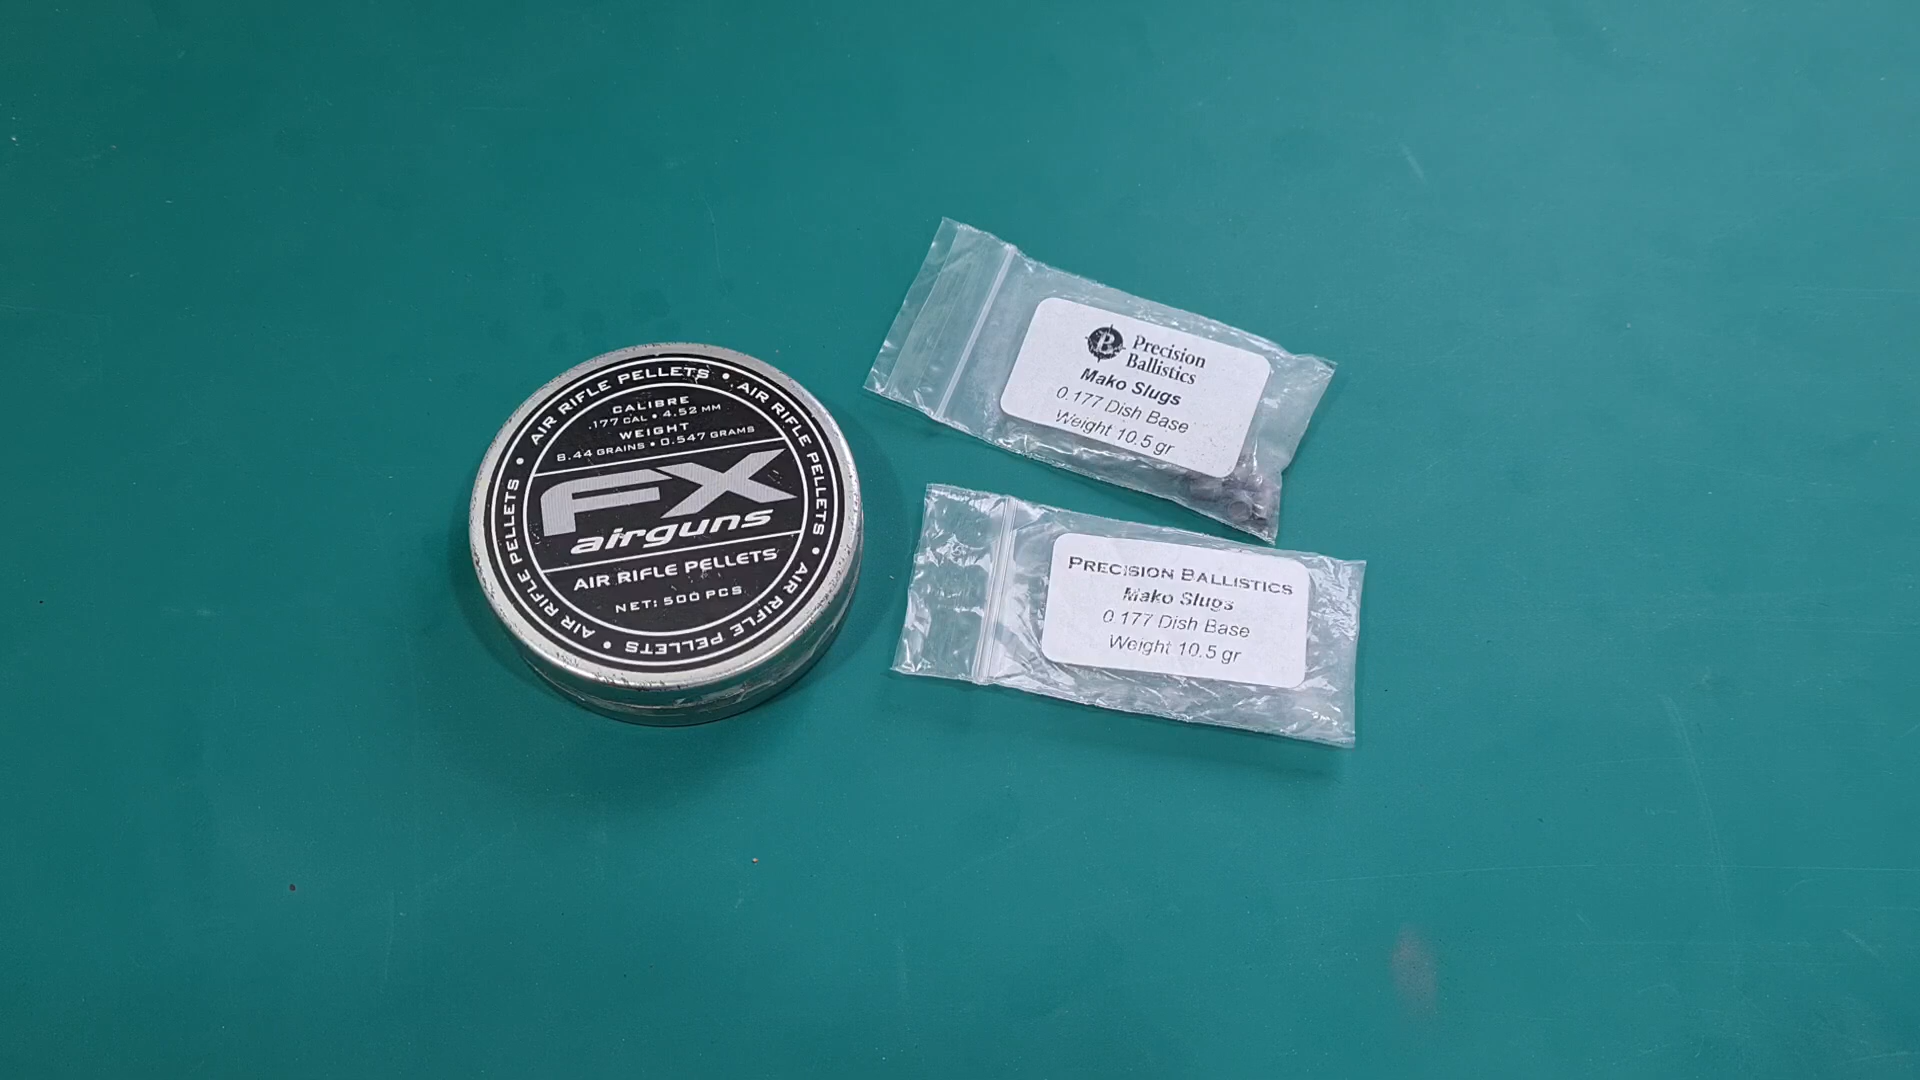 AIR RIFLE PELLETS • AIR RIFLE PELLETS • AIR RIFLE PELLETS • AIR RIFLE PELLETS •
CALIBRE
.177 CAL • 4.52 MM
WEIGHT
8.44 GRAINS • 0.547 GRAMS
FX
airguns
AIR RIFLE PELLETS
NET: 500 PCS
B
Precision
Ballistics
Mako Slugs
0.177 Dish Base
Weight 10.5 gr
PRECISION BALLISTICS
Mako Slugs
0.177 Dish Base
Weight 10.5 gr